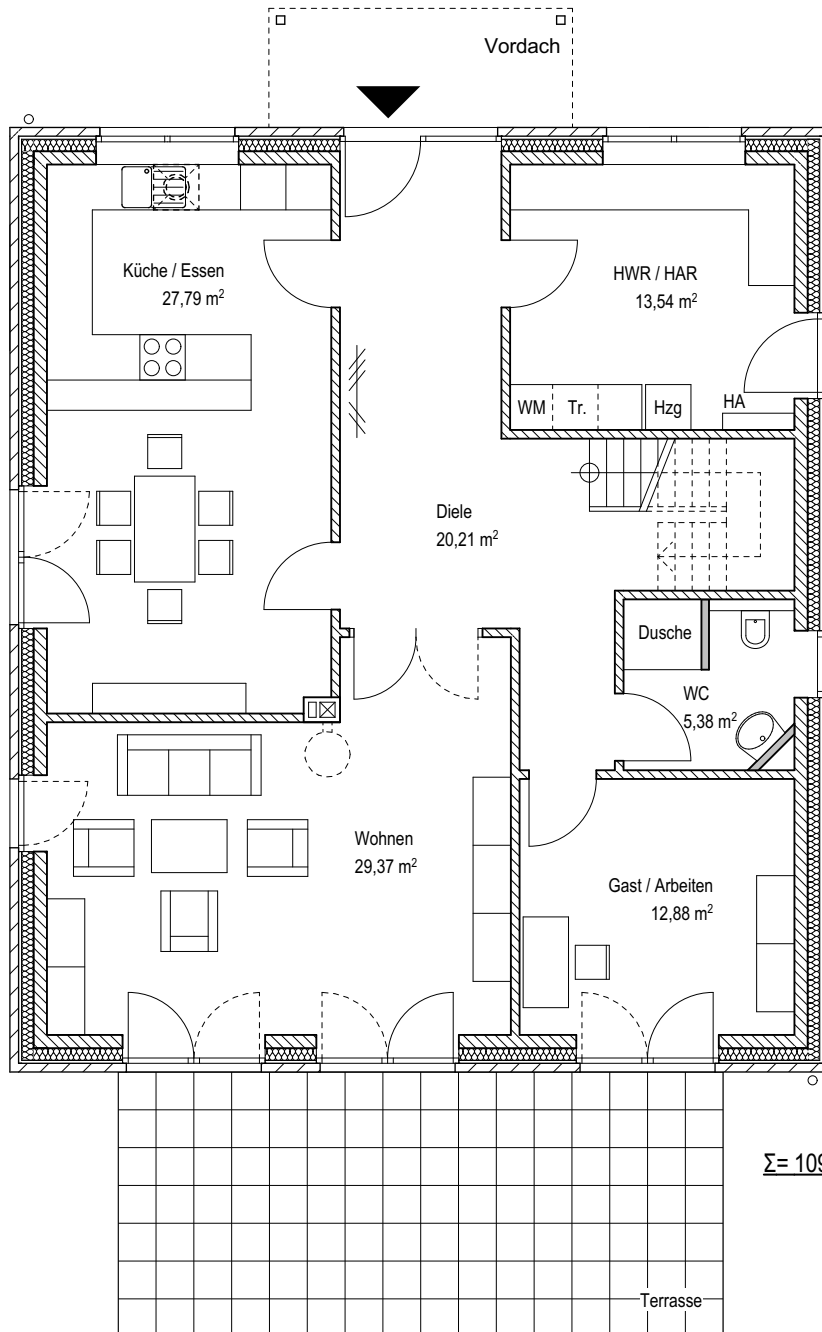 Vordach
Küche / Essen
27,79 m²
HWR / HAR
13,54 m²
WM
Tr.
Hzg
HA
Diele
20,21 m²
Dusche
WC
5,38 m²
Wohnen
29,37 m²
Gast / Arbeiten
12,88 m²
Σ= 109
Terrasse